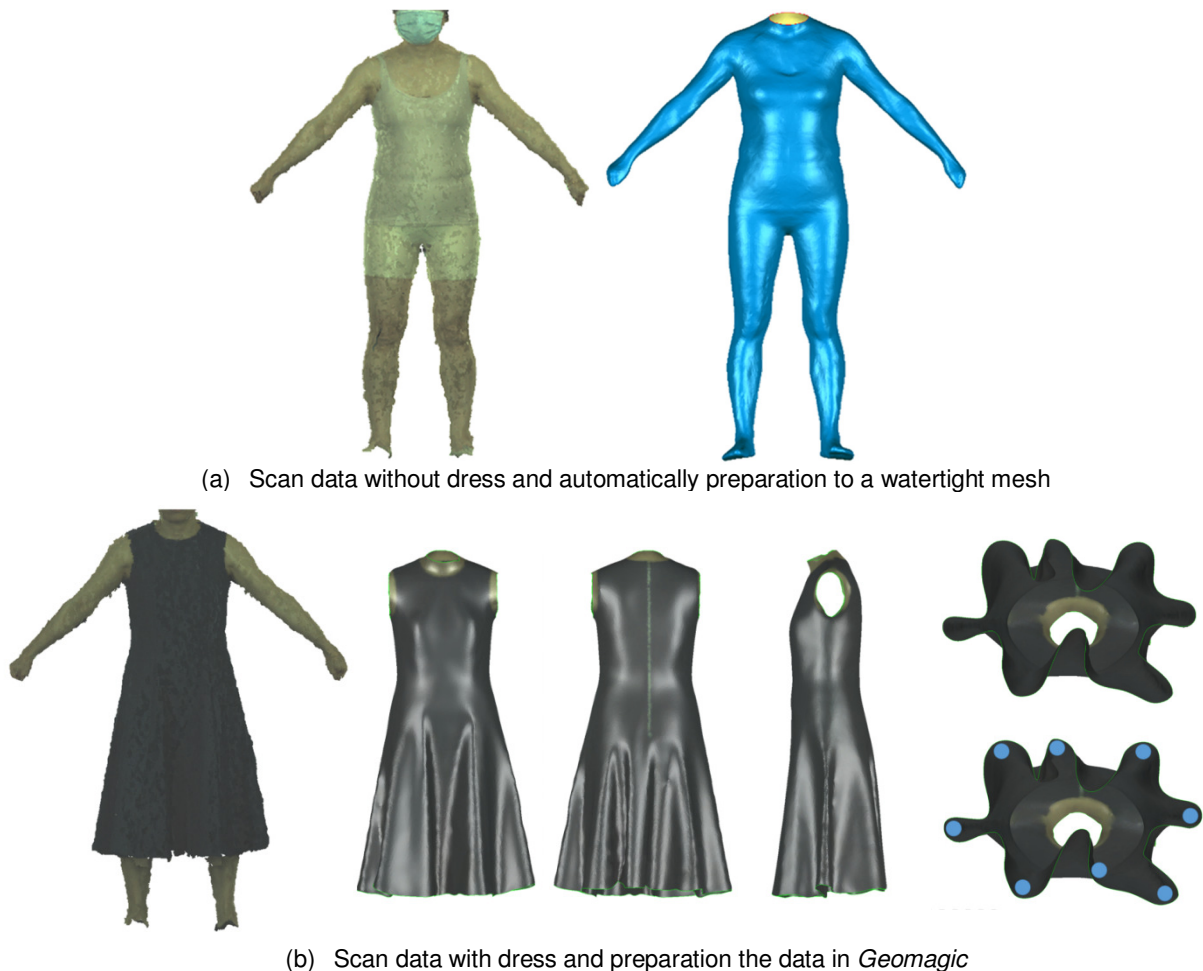 (a) Scan data without dress and automatically preparation to a watertight mesh
(b) Scan data with dress and preparation the data in Geomagic